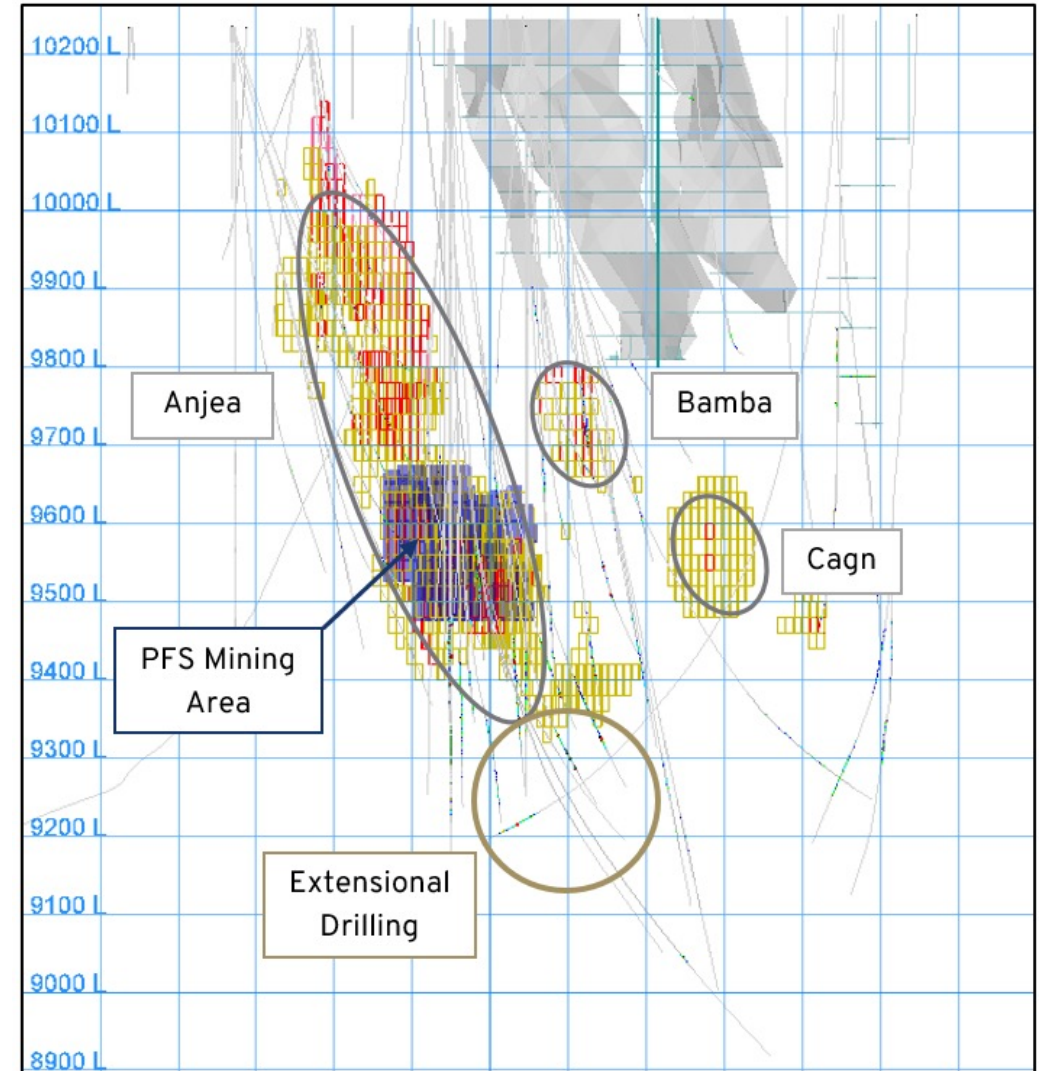 10200 L
10100 L
10000 L
9900 L
9800 L
Anjea
Bamba
9700 L
9600 L
Cagn
9500 L
PFS Mining
Area
9400 L
9300 L
9200 L
Extensional
Drilling
9100 L
9000 L
8900 L